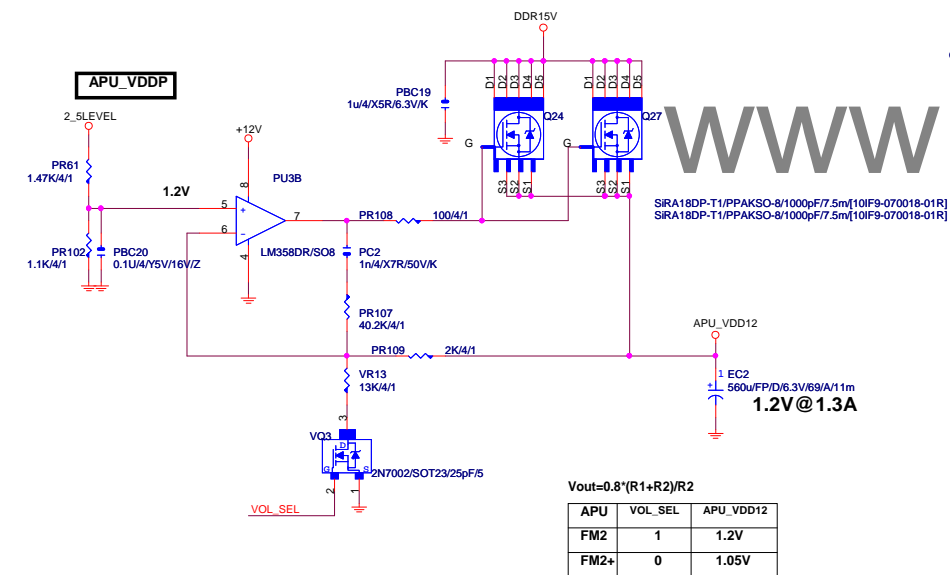 DDR15V
APU_VDDP
PBC19
1u/4/X5R/6.3V/K
D1
D2
D3
D4
D5
D1
D2
D3
D4
D5
Q24
Q27
WWW
2_5LEVEL
+12V
G
G
PR61
1.47K/4/1
8
PU3B
S3
S2
S1
S3
S2
S1
1.2V
5
+
7
6
-
4
PR108
100/4/1
SiRA18DP-T1/PPAKSO-8/1000pF/7.5m/[10IF9-070018-01R]
SiRA18DP-T1/PPAKSO-8/1000pF/7.5m/[10IF9-070018-01R]
PR102
1.1K/4/1
PBC20
0.1U/4/Y5V/16V/Z
LM358DR/SO8
PC2
1n/4/X7R/50V/K
PR107
40.2K/4/1
APU_VDD12
PR109
2K/4/1
VR13
13K/4/1
1
+
EC2
560u/FP/D/6.3V/69/A/11m
1.2V@1.3A
3
VQ3
D
G
S
2N7002/SOT23/25pF/5
2
1
VOL_SEL
Vout=0.8*(R1+R2)/R2
APU VOL_SEL APU_VDD12
FM2 1 1.2V
FM2+ 0 1.05V